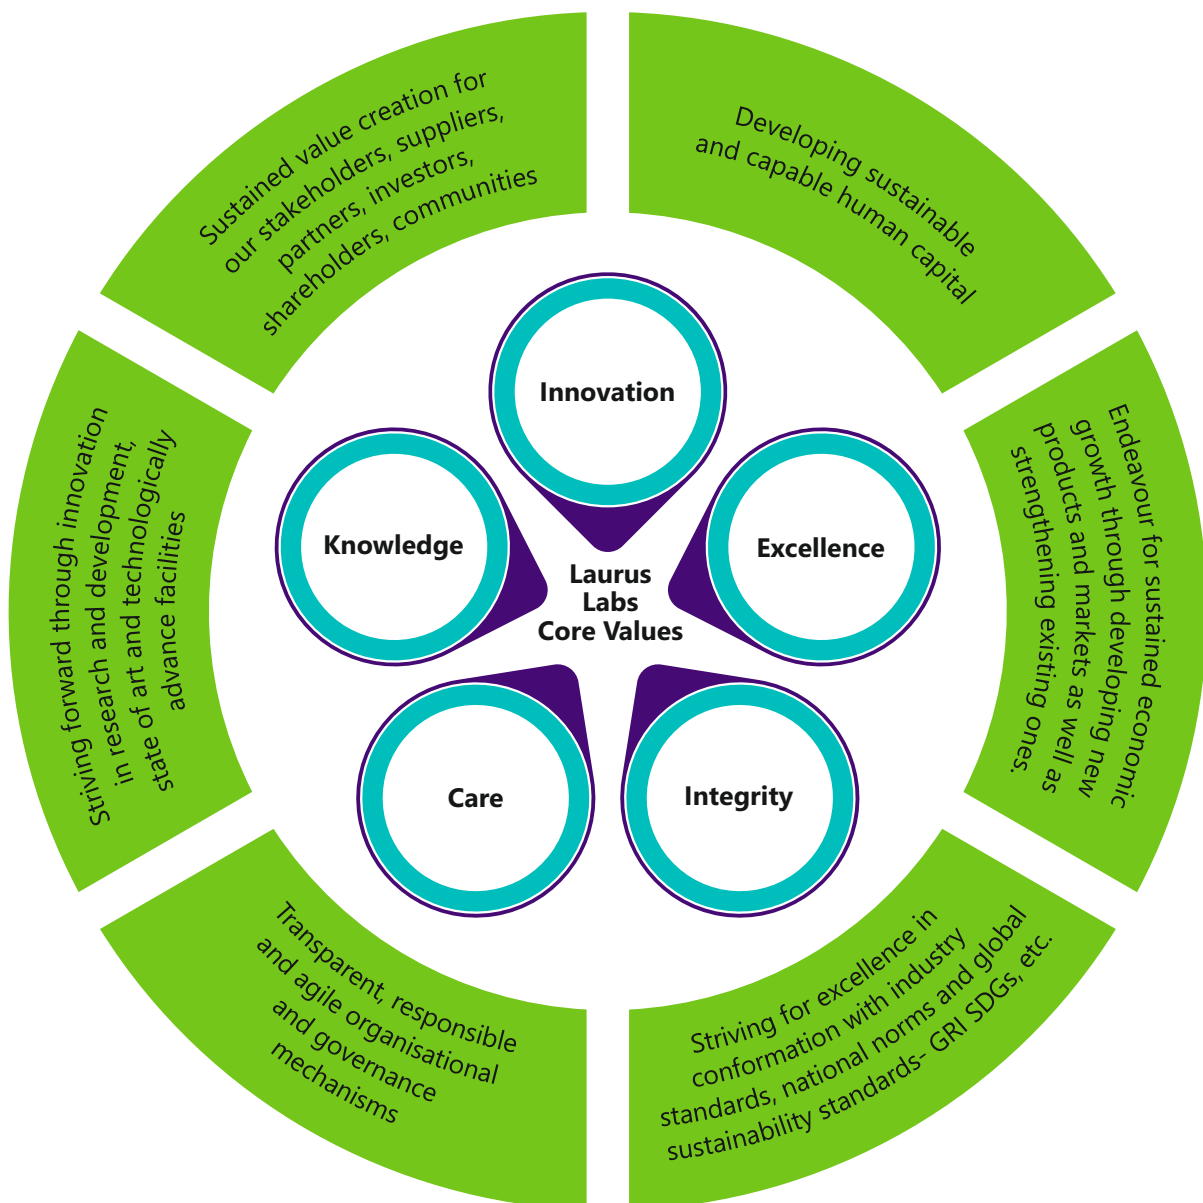 Sustained value creation for
our stakeholders, suppliers,
partners, investors,
shareholders, communities
Developing sustainable
and capable human capital
Endeavour for sustained economic
growth through developing new
products and markets as well as
strengthening existing ones.
Striving for excellence in
conformation with industry
standards, national norms and global
sustainability standards- GRI SDGs, etc.
Transparent, responsible
and agile organisational
and governance
mechanisms
Striving forward through innovation
in research and development,
state of art and technologically
advance facilities
Innovation
Excellence
Integrity
Care
Knowledge
Laurus
Labs
Core Values